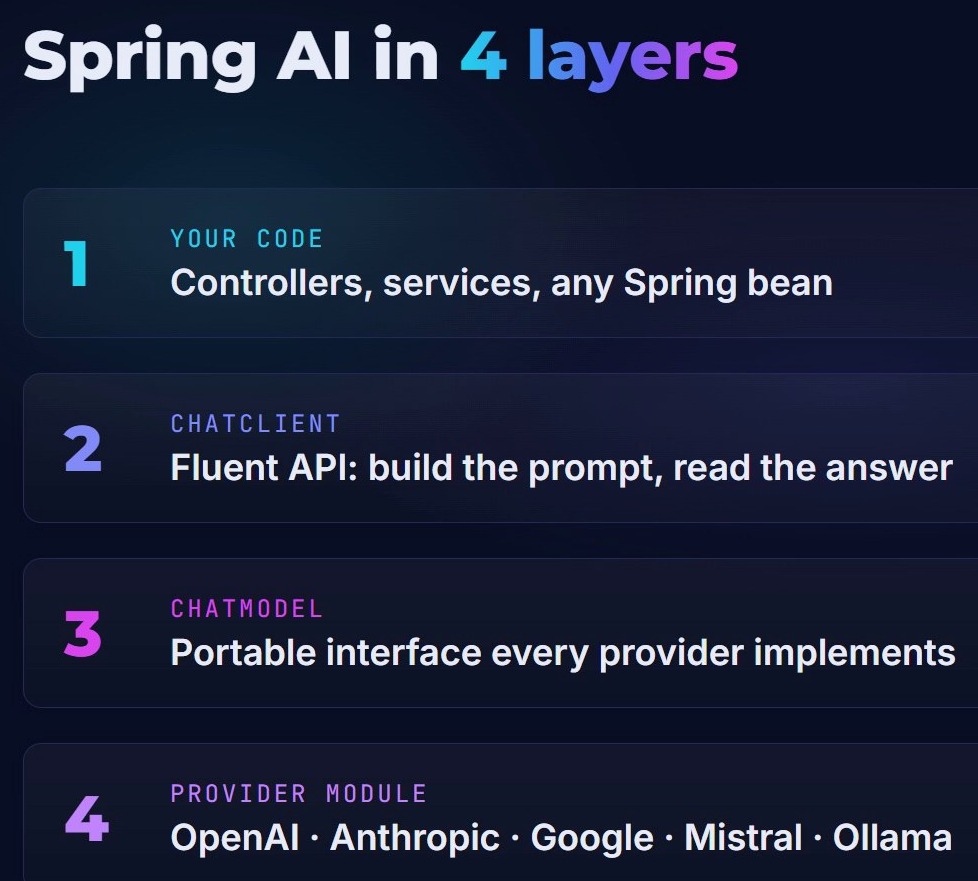 Spring AI in 4 layers
1
YOUR CODE
Controllers, services, any Spring bean
2
CHATCLIENT
Fluent API: build the prompt, read the answer
3
CHATMODEL
Portable interface every provider implements
4
PROVIDER MODULE
OpenAI · Anthropic · Google · Mistral · Ollama